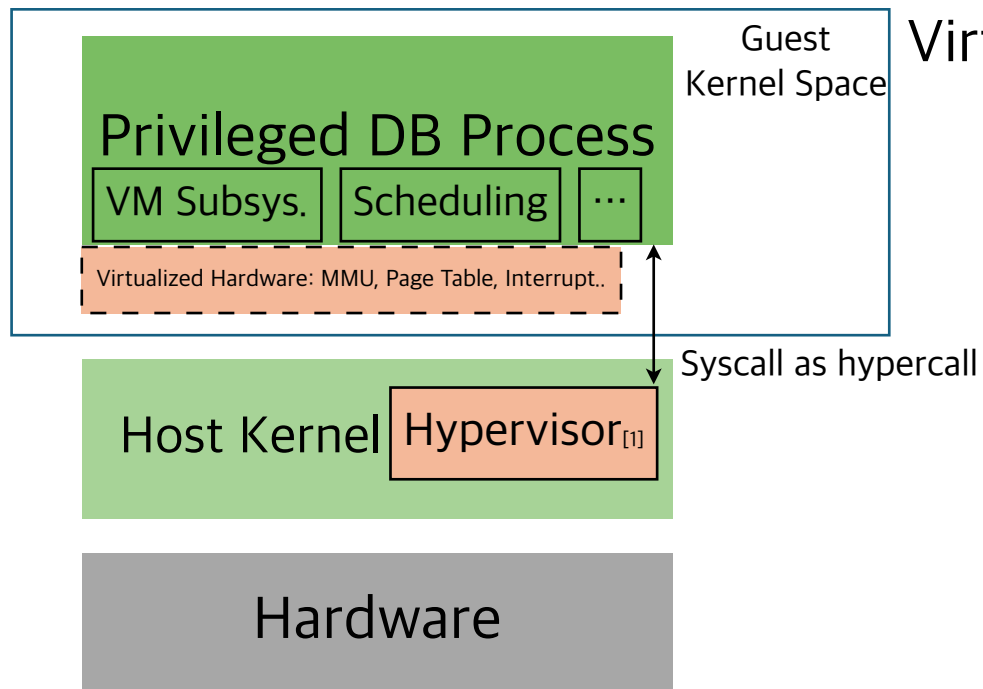 Guest
Kernel Space
Virt
Privileged DB Process
VM Subsys.
Scheduling
...
Virtualized Hardware: MMU, Page Table, Interrupt..
Syscall as hypercall
Host Kernel
Hypervisor[1]
Hardware